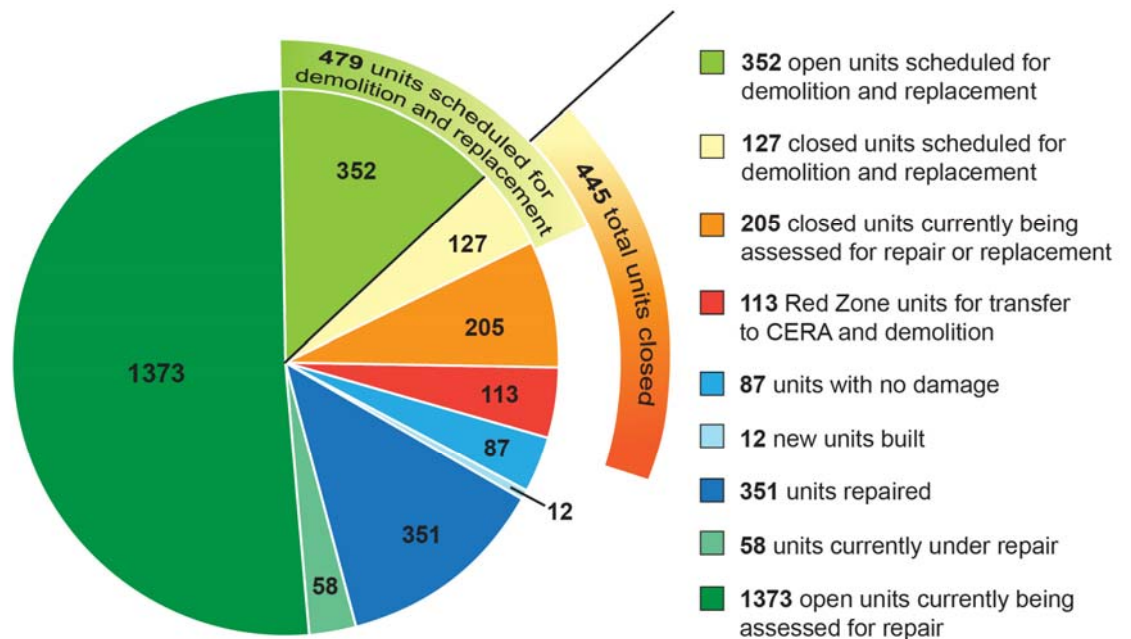 479 units scheduled for
demolition and replacement
445 total units closed
352
127
205
113
87
12
351
58
1373
352 open units scheduled for
demolition and replacement
127 closed units scheduled for
demolition and replacement
205 closed units currently being
assessed for repair or replacement
113 Red Zone units for transfer
to CERA and demolition
87 units with no damage
12 new units built
351 units repaired
58 units currently under repair
1373 open units currently being
assessed for repair